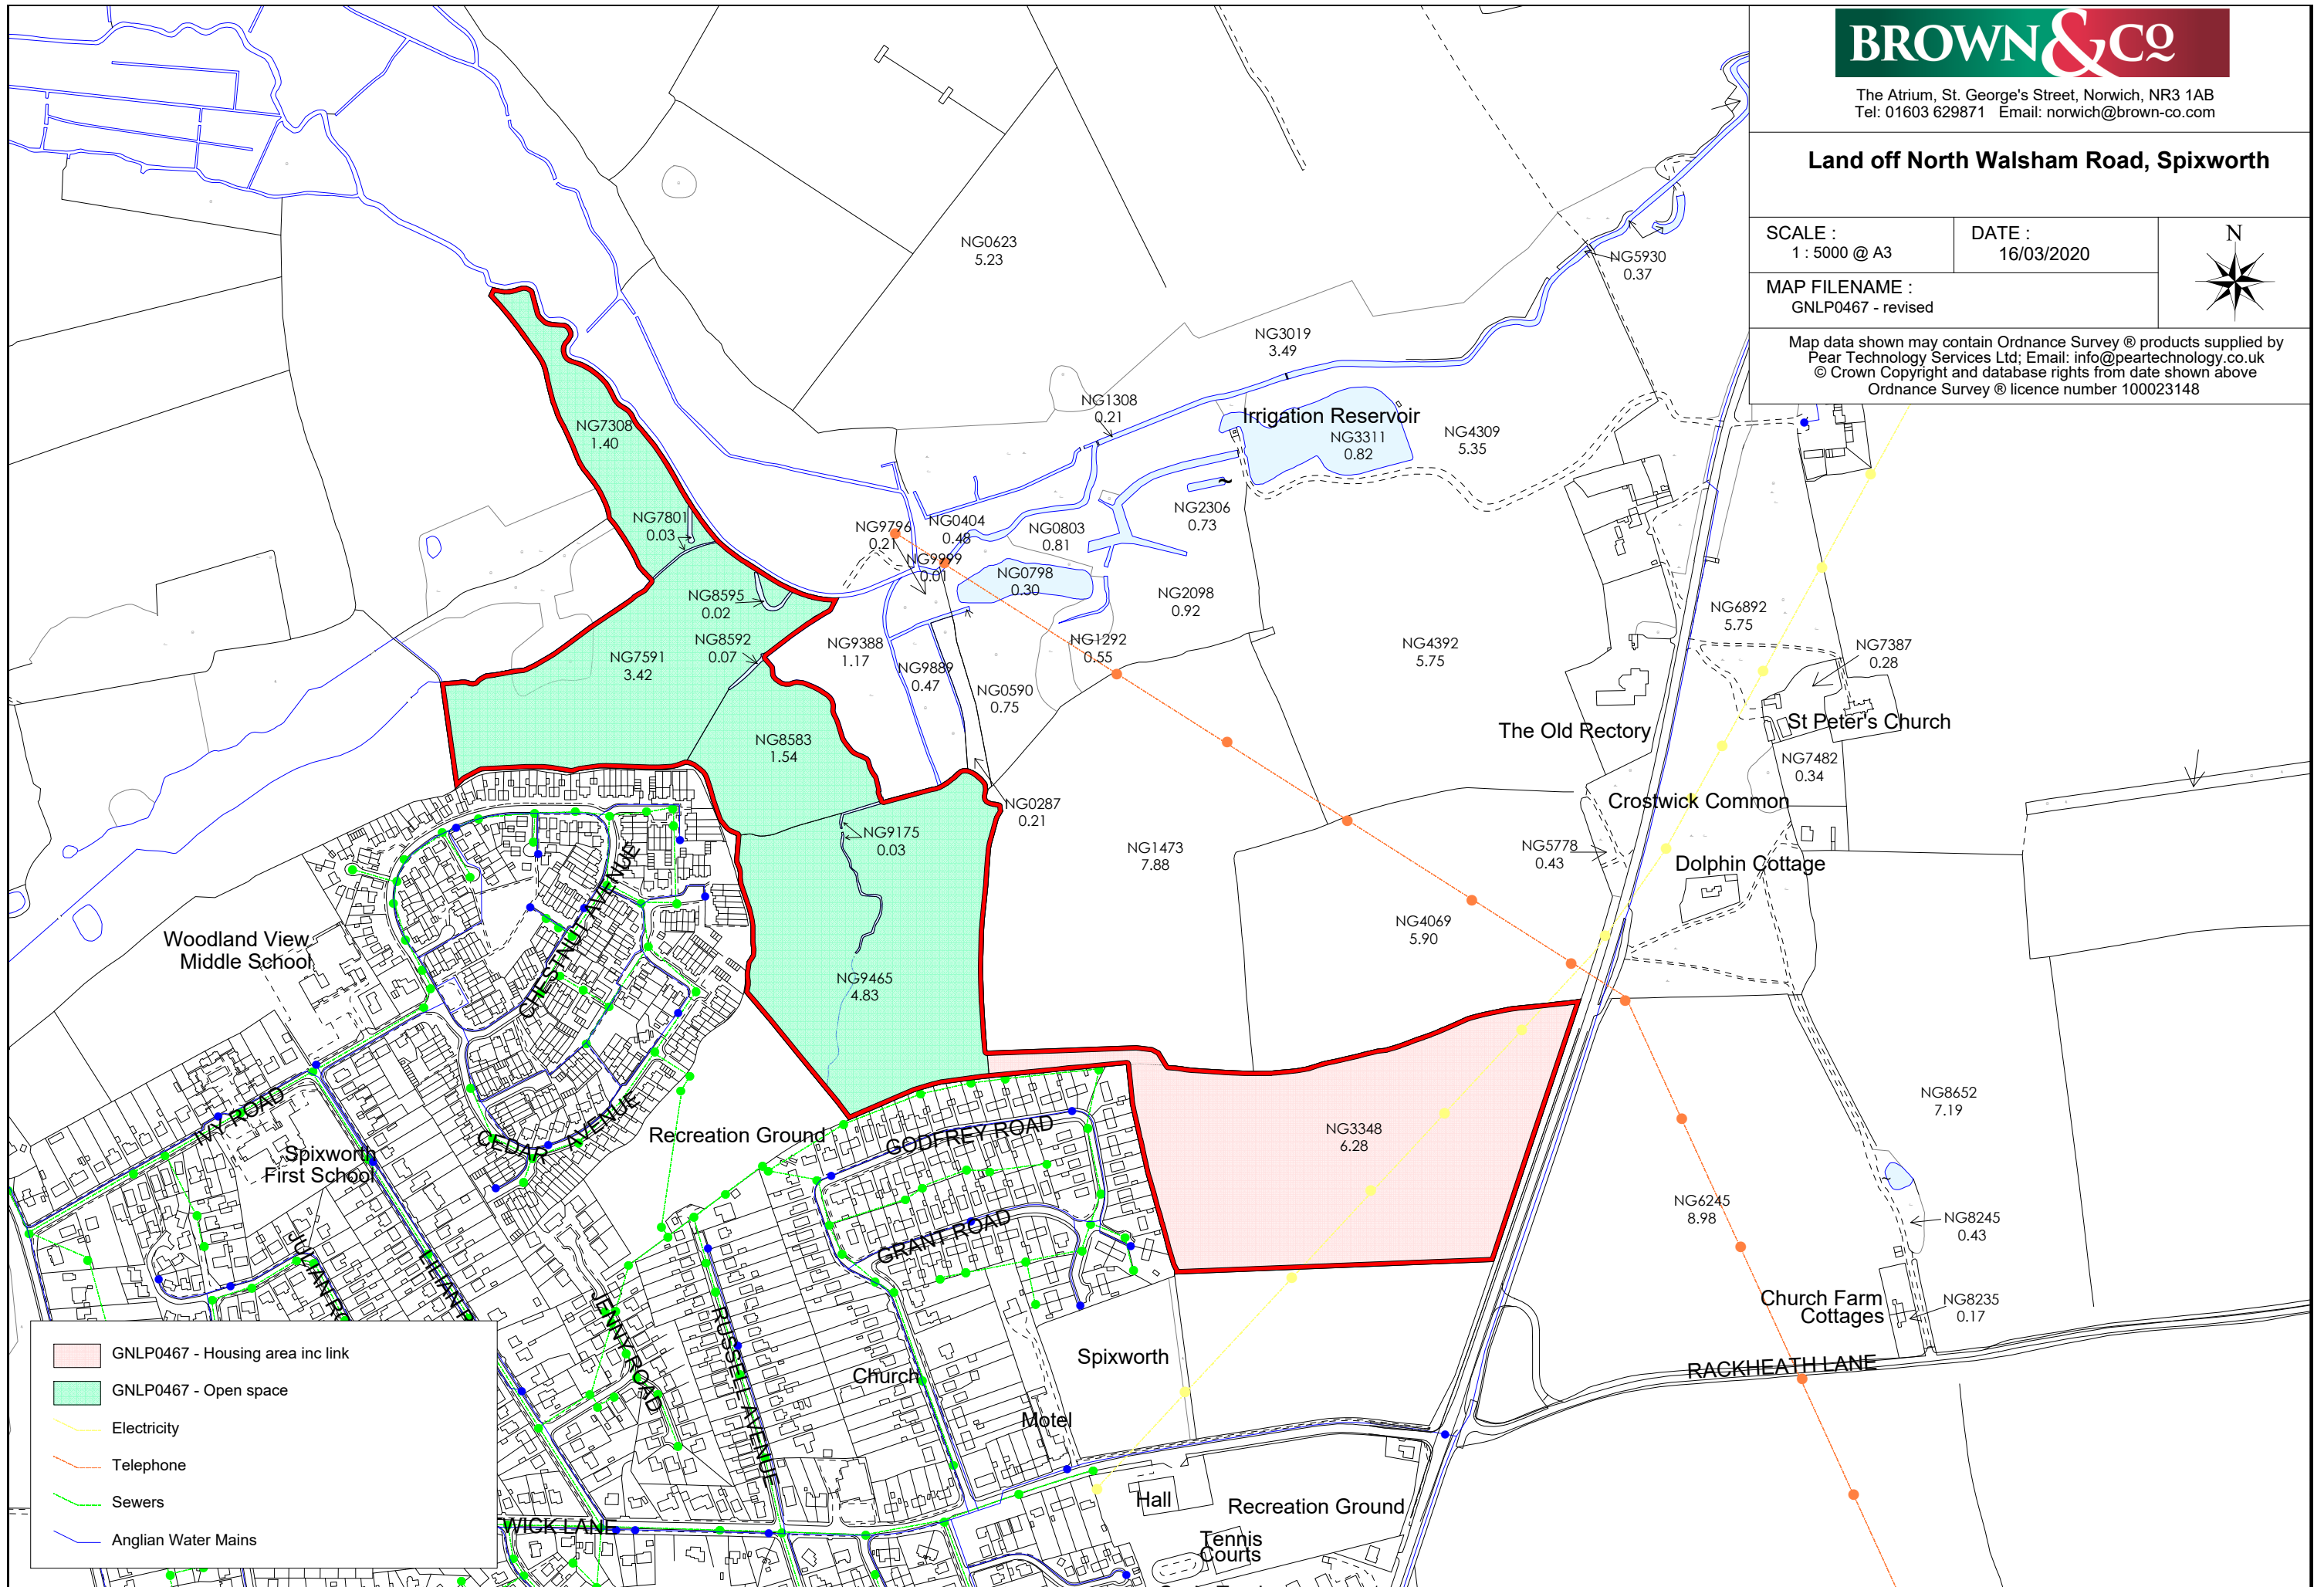 BROWN&CO
The Atrium, St. George's Street, Norwich, NR3 1AB
Tel: 01603 629871 Email: norwich@brown-co.com
Land off North Walsham Road, Spixworth
SCALE :
1 : 5000 @ A3
DATE :
16/03/2020
N
MAP FILENAME :
GNLP0467 - revised
Map data shown may contain Ordnance Survey ® products supplied by
Pear Technology Services Ltd; Email: info@peartechnology.co.uk
© Crown Copyright and database rights from date shown above
Ordnance Survey ® licence number 100023148
NG0623
5.23
NG5930
0.37
NG3019
3.49
NG1308
0.21
Irrigation Reservoir
NG3311
0.82
NG4309
5.35
NG7308
1.40
NG7801
0.03
NG9796
0.21
NG0404
0.48
NG0803
0.81
NG2306
0.73
NG9999
0.01
NG0798
0.30
NG2098
0.92
NG8595
0.02
NG8592
0.07
NG7591
3.42
NG9388
1.17
NG9889
0.47
NG0590
0.75
NG1292
0.55
NG4392
5.75
NG6892
5.75
NG7387
0.28
The Old Rectory
St Peter's Church
NG8583
1.54
NG7482
0.34
NG0287
0.21
Crostwick Common
NG9175
0.03
NG1473
7.88
NG5778
0.43
Dolphin Cottage
NG4069
5.90
Woodland View
Middle School
CHESTNUT AVENUE
NG9465
4.83
NG8652
7.19
IVY ROAD
CEDAR AVENUE
Recreation Ground
GODFREY ROAD
NG3348
6.28
Spixworth
First School
GRANT ROAD
NG6245
8.98
NG8245
0.43
JULIAN RO
LILIAN R
JENNY ROAD
RUSSELL AVENUE
Church Farm
Cottages
NG8235
0.17
Spixworth
Church
RACKHEATH LANE
Motel
Hall
Recreation Ground
WICK LANE
Tennis
Courts
GNLP0467 - Housing area inc link
GNLP0467 - Open space
Electricity
Telephone
Sewers
Anglian Water Mains